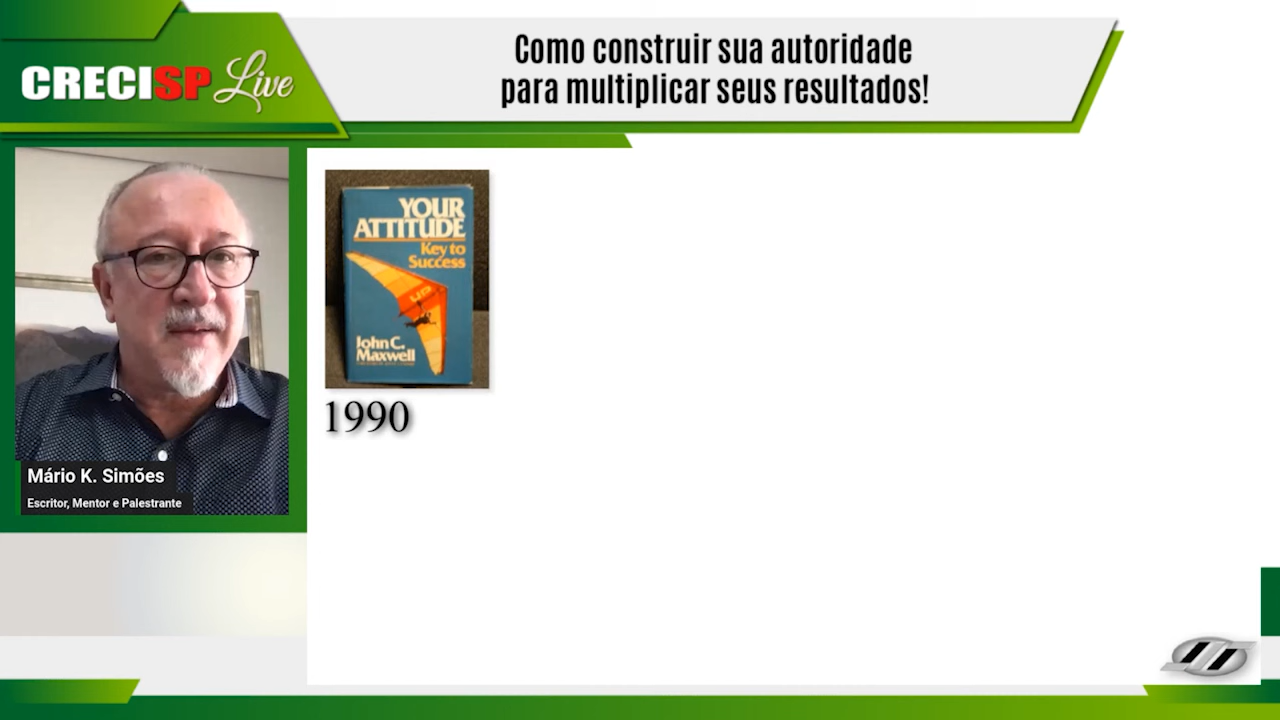 CRECISP Live
Como construir sua autoridade
para multiplicar seus resultados!
YOUR
ATTITUDE
Key to
Success
UP
John C.
Maxwell
1990
Mário K. Simões
Escritor, Mentor e Palestrante